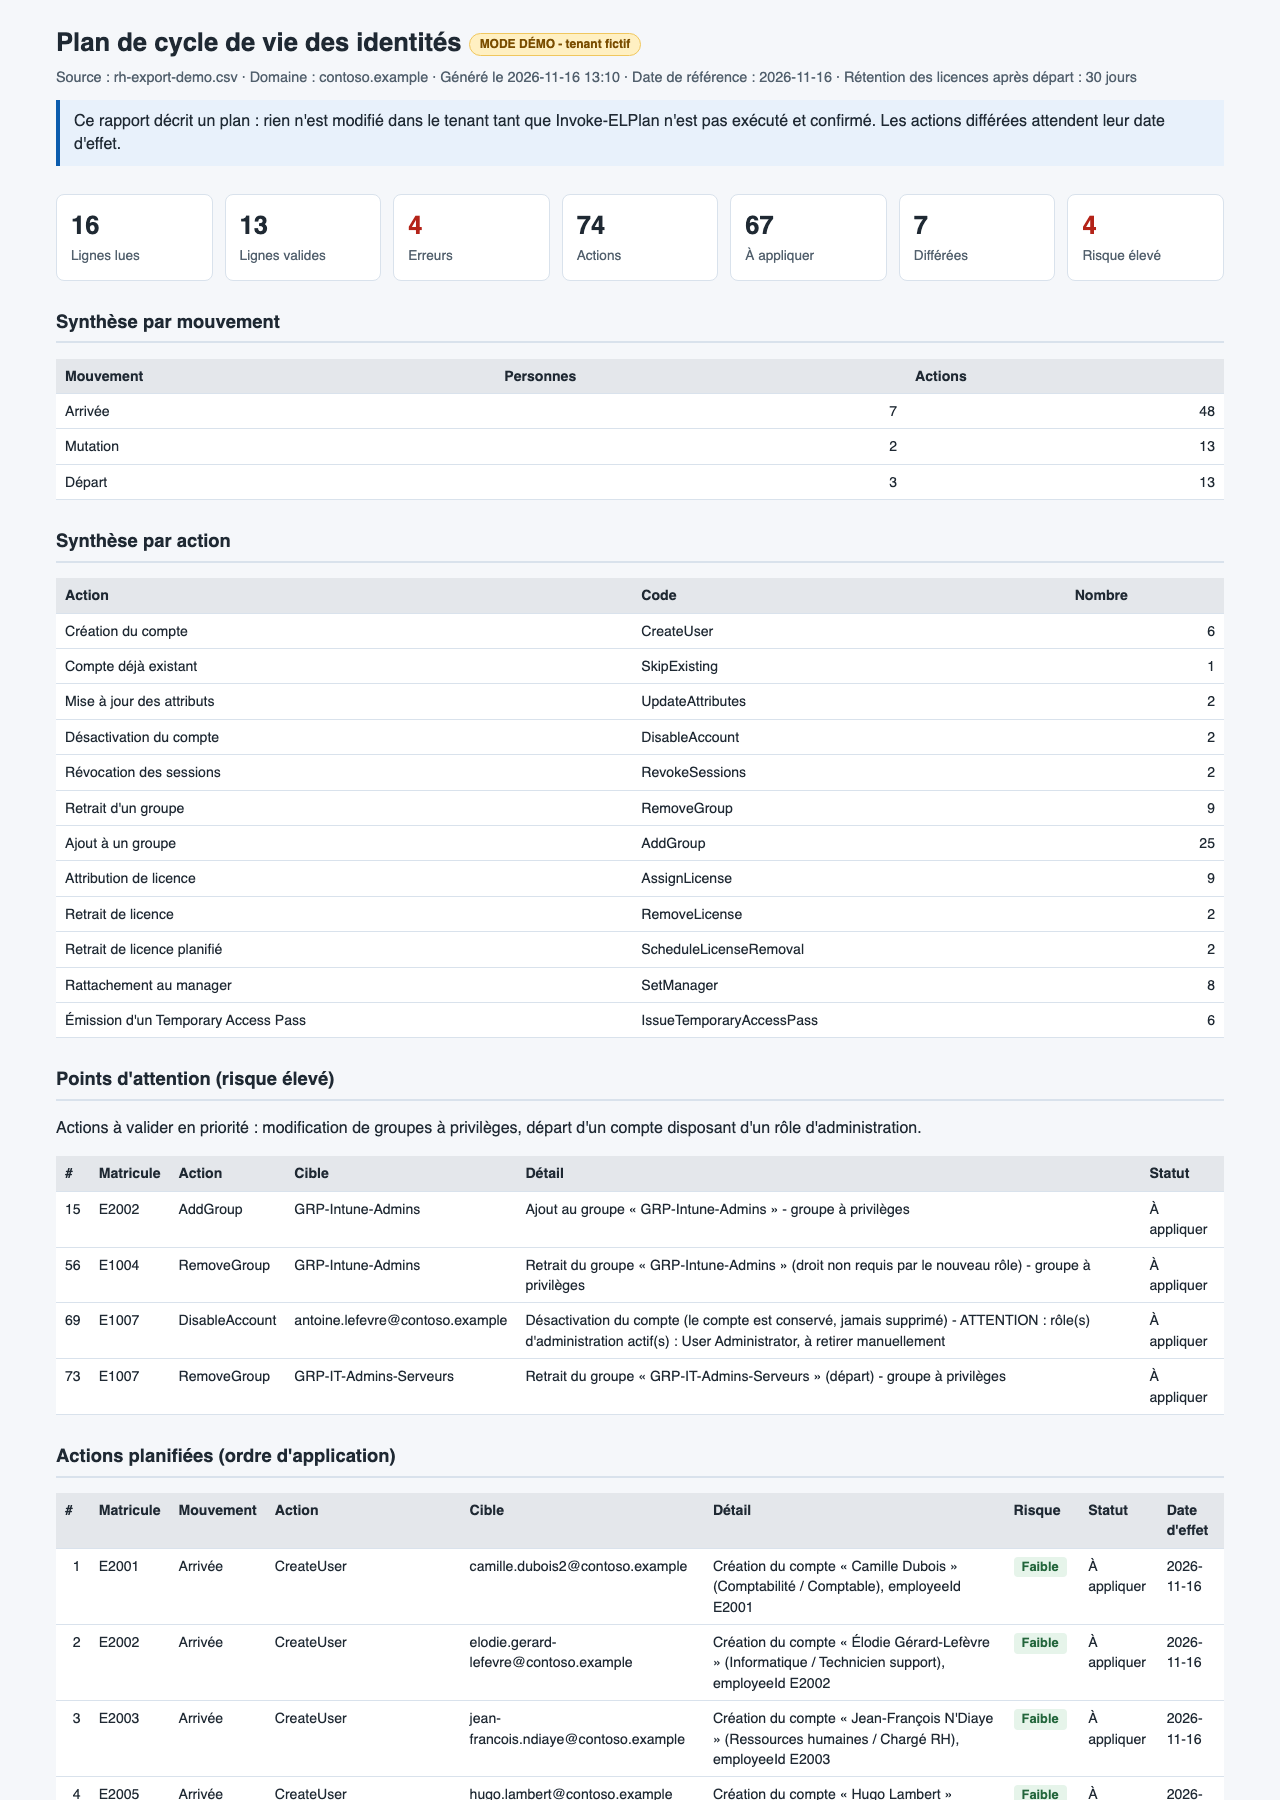 Plan de cycle de vie des identités MODE DÉMO - tenant fictif
Source : rh-export-demo.csv · Domaine : contoso.example · Généré le 2026-11-16 13:10 · Date de référence : 2026-11-16 · Rétention des licences après départ : 30 jours
Ce rapport décrit un plan : rien n'est modifié dans le tenant tant que Invoke-ELPlan n'est pas exécuté et confirmé. Les actions différées attendent leur date
d'effet.
16 13 4 74 67 7 4
Lignes lues Lignes valides Erreurs Actions À appliquer Différées Risque élevé
Synthèse par mouvement
Mouvement Personnes Actions
Arrivée 7 48
Mutation 2 13
Départ 3 13
Synthèse par action
Action Code Nombre
Création du compte CreateUser 6
Compte déjà existant SkipExisting 1
Mise à jour des attributs UpdateAttributes 2
Désactivation du compte DisableAccount 2
Révocation des sessions RevokeSessions 2
Retrait d'un groupe RemoveGroup 9
Ajout à un groupe AddGroup 25
Attribution de licence AssignLicense 9
Retrait de licence RemoveLicense 2
Retrait de licence planifié ScheduleLicenseRemoval 2
Rattachement au manager SetManager 8
Émission d'un Temporary Access Pass IssueTemporaryAccessPass 6
Points d'attention (risque élevé)
Actions à valider en priorité : modification de groupes à privilèges, départ d'un compte disposant d'un rôle d'administration.
# Matricule Action Cible Détail Statut
15 E2002 AddGroup GRP-Intune-Admins Ajout au groupe « GRP-Intune-Admins » - groupe à privilèges À
appliquer
56 E1004 RemoveGroup GRP-Intune-Admins Retrait du groupe « GRP-Intune-Admins » (droit non requis par le nouveau rôle) - groupe à À
privilèges appliquer
69 E1007 DisableAccount antoine.lefevre@contoso.example Désactivation du compte (le compte est conservé, jamais supprimé) - ATTENTION : rôle(s) À
d'administration actif(s) : User Administrator, à retirer manuellement appliquer
73 E1007 RemoveGroup GRP-IT-Admins-Serveurs Retrait du groupe « GRP-IT-Admins-Serveurs » (départ) - groupe à privilèges À
appliquer
Actions planifiées (ordre d'application)
# Matricule Mouvement Action Cible Détail Risque Statut Date
d'effet
1 E2001 Arrivée CreateUser camille.dubois2@contoso.example Création du compte « Camille Dubois » Faible À 2026-
(Comptabilité / Comptable), employeeId appliquer 11-16
E2001
2 E2002 Arrivée CreateUser elodie.gerard- Création du compte « Élodie Gérard-Lefèvre Faible À 2026-
lefevre@contoso.example » (Informatique / Technicien support), appliquer 11-16
employeeId E2002
3 E2003 Arrivée CreateUser jean- Création du compte « Jean-François N'Diaye Faible À 2026-
francois.ndiaye@contoso.example » (Ressources humaines / Chargé RH), appliquer 11-16
employeeId E2003
4 E2005 Arrivée CreateUser hugo.lambert@contoso.example Création du compte « Hugo Lambert » Faible À 2026-